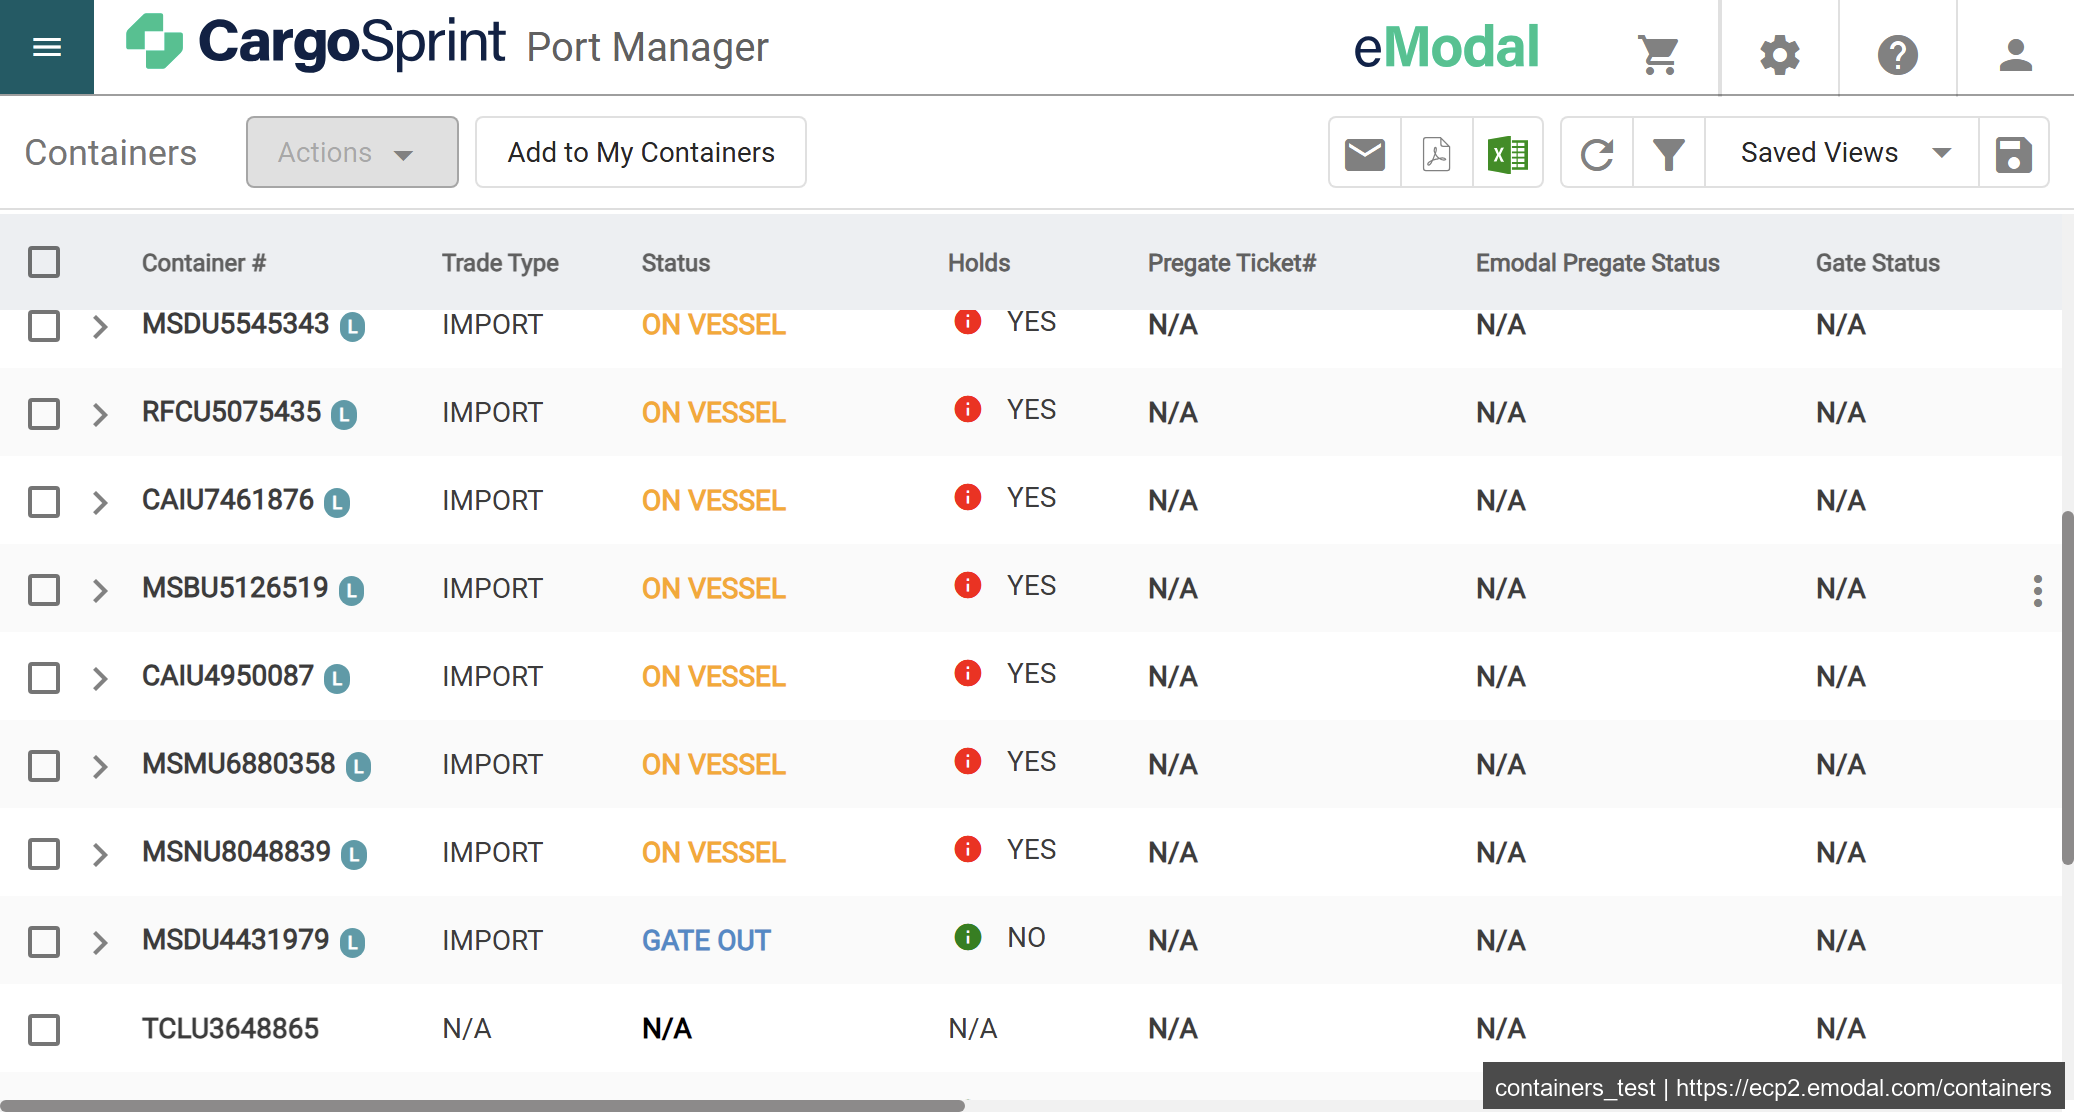 CargoSprint Port Manager
eModal
Containers
Actions
Add to My Containers
Saved Views
Container # Trade Type Status Holds Pregate Ticket# Emodal Pregate Status Gate Status
MSDU5545343 L IMPORT ON VESSEL YES N/A N/A N/A
RFCU5075435 L IMPORT ON VESSEL YES N/A N/A N/A
CAIU7461876 L IMPORT ON VESSEL YES N/A N/A N/A
MSBU5126519 L IMPORT ON VESSEL YES N/A N/A N/A
CAIU4950087 L IMPORT ON VESSEL YES N/A N/A N/A
MSMU6880358 L IMPORT ON VESSEL YES N/A N/A N/A
MSNU8048839 L IMPORT ON VESSEL YES N/A N/A N/A
MSDU4431979 L IMPORT GATE OUT NO N/A N/A N/A
TCLU3648865 N/A N/A N/A N/A N/A N/A
containers_test | https://ecp2.emodal.com/containers